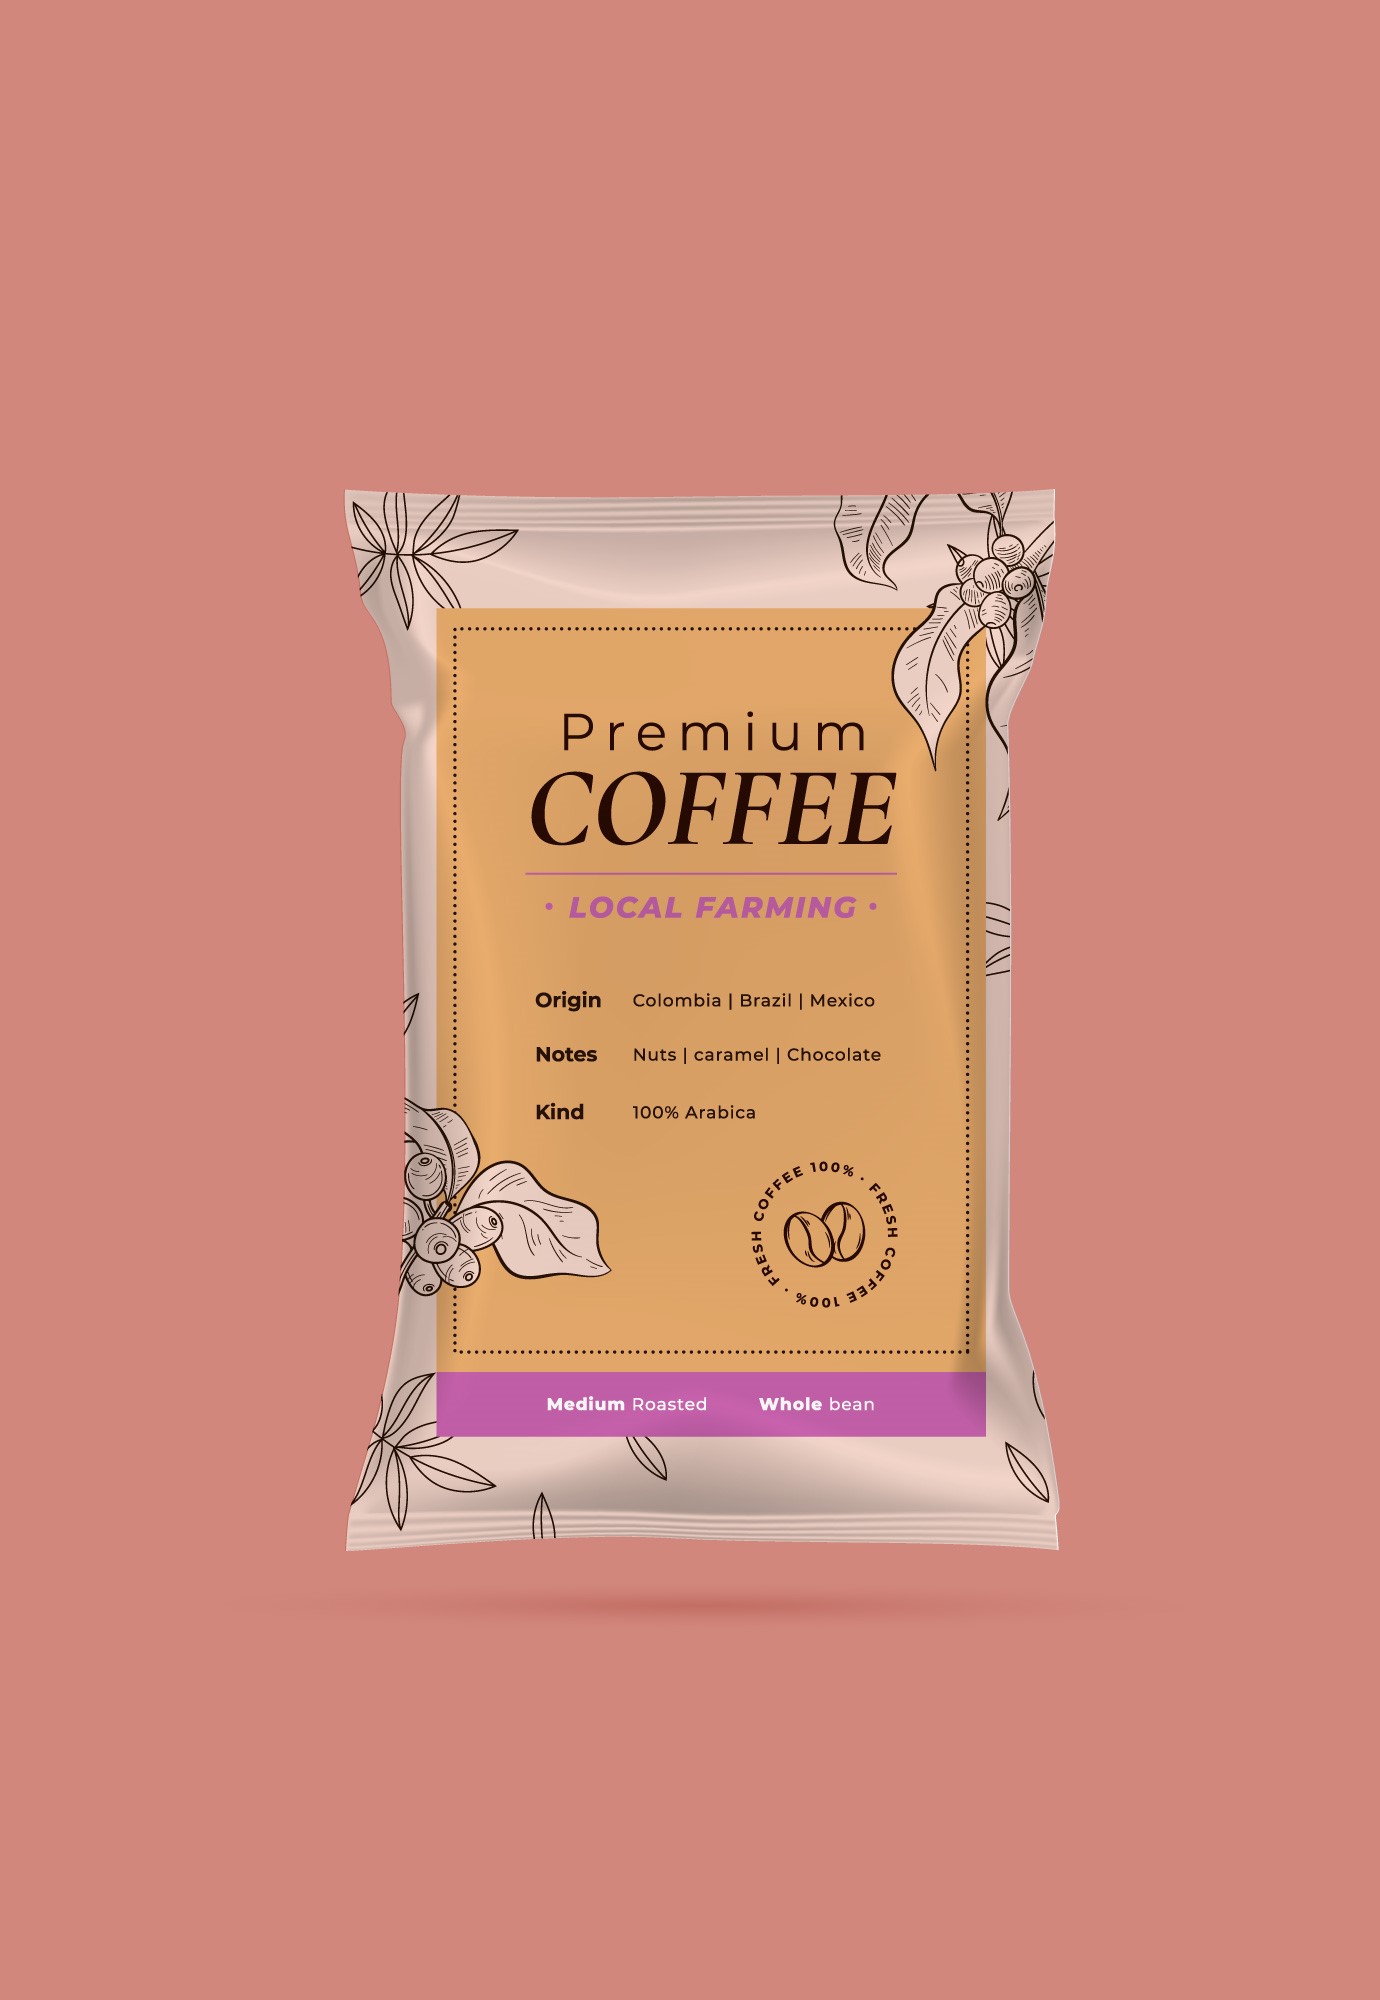 Premium
COFFEE
• LOCAL FARMING •
Origin Colombia | Brazil | Mexico
Notes Nuts | caramel | Chocolate
Kind 100% Arabica
FRESH COFFEE 100% · FRESH COFFEE 100% ·
Medium Roasted Whole bean